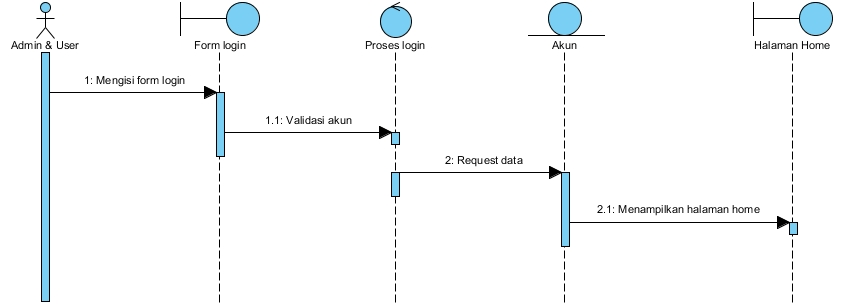 Admin & User
Form login
Proses login
Akun
Halaman Home
1: Mengisi form login
1.1: Validasi akun
2: Request data
2.1: Menampilkan halaman home